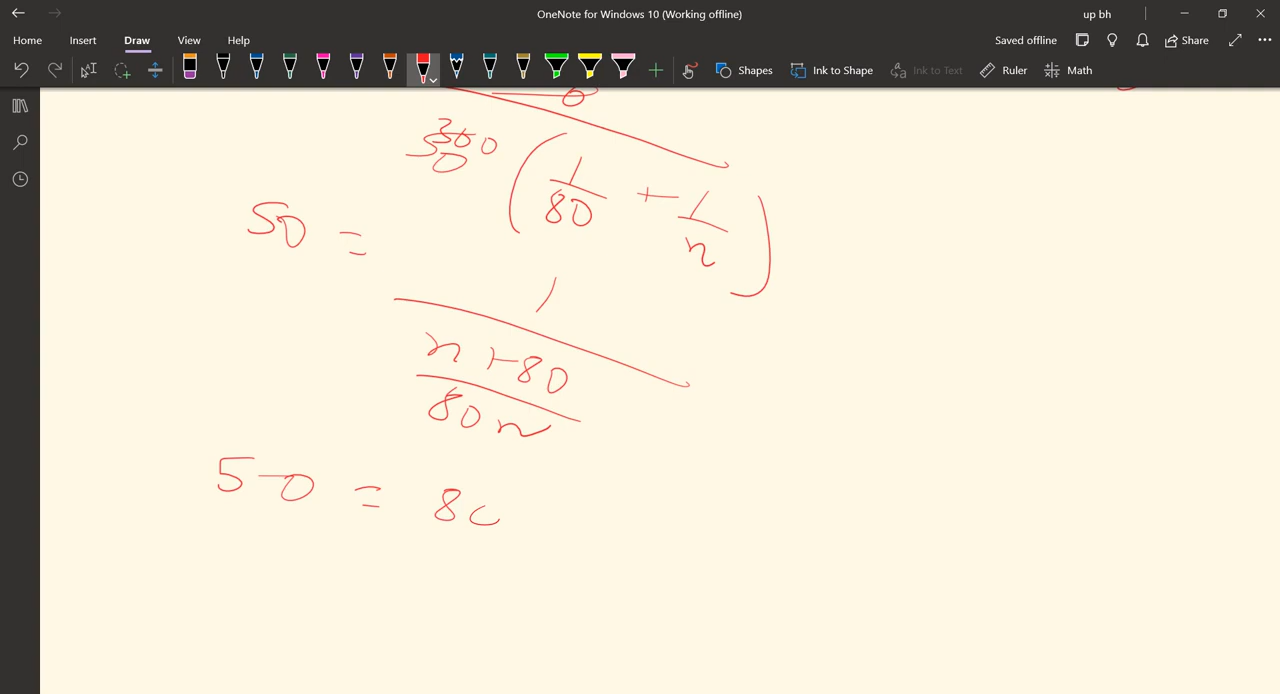 OneNote for Windows 10 (Working offline)
up bh
Home Insert Draw View Help
Saved offline
Share
Shapes
Ink to Shape
Ink to Text
Ruler
Math
( 1/80 + 1/n )
50 =
1
n + 80
80n
50 = 80